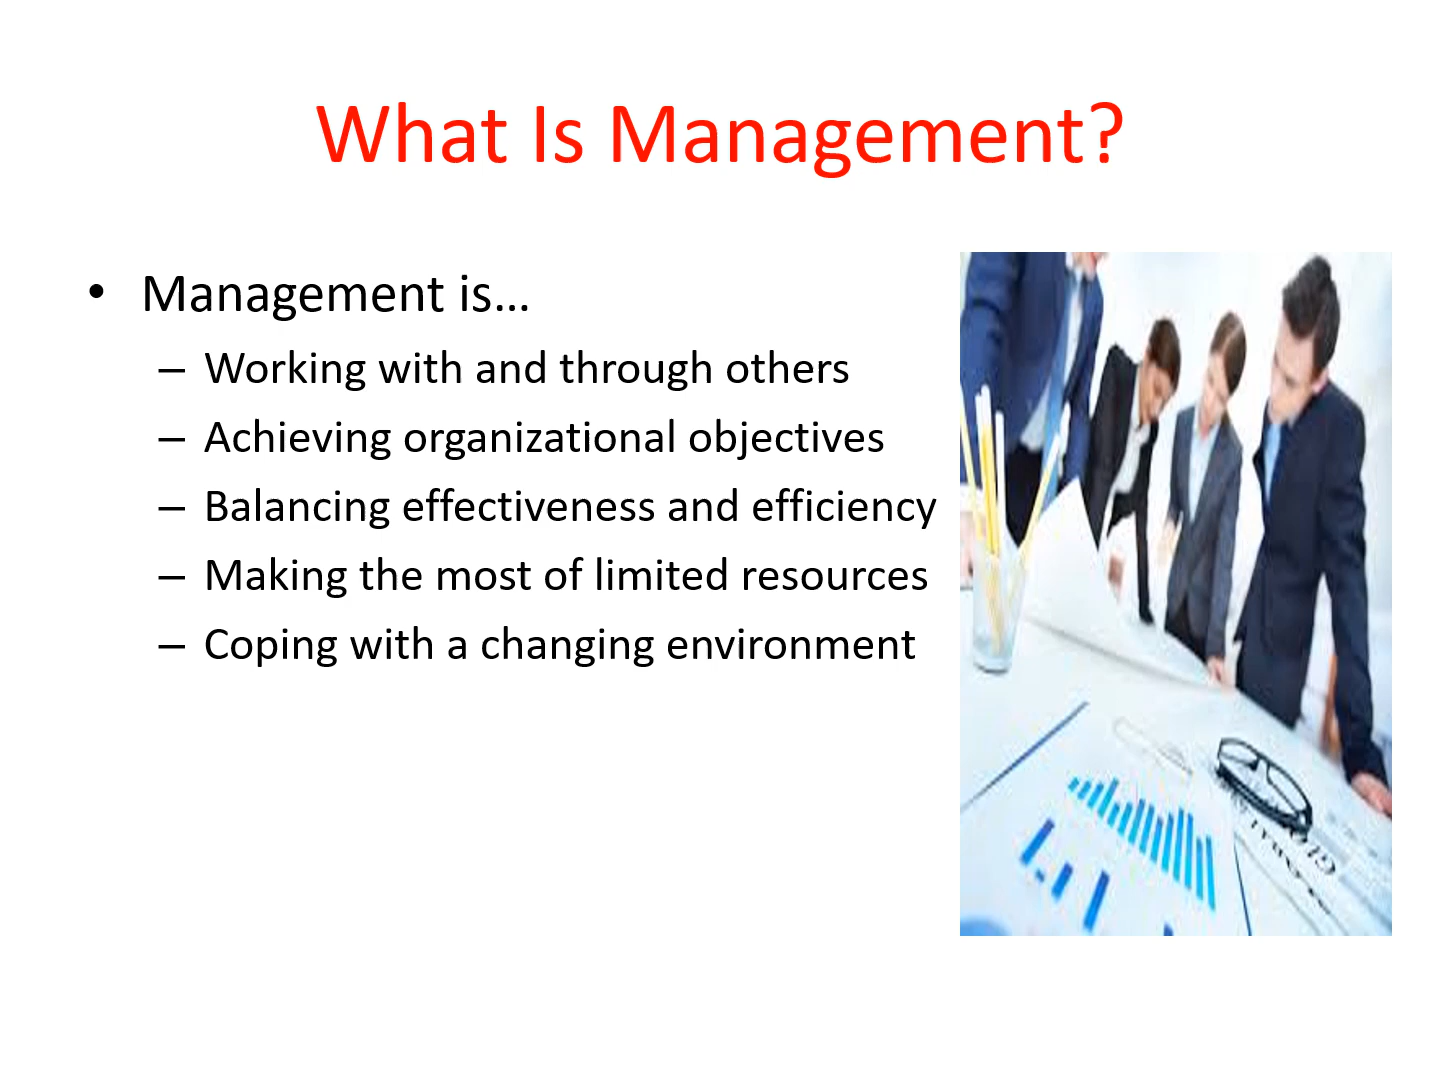 What Is Management?
• Management is…
– Working with and through others
– Achieving organizational objectives
– Balancing effectiveness and efficiency
– Making the most of limited resources
– Coping with a changing environment